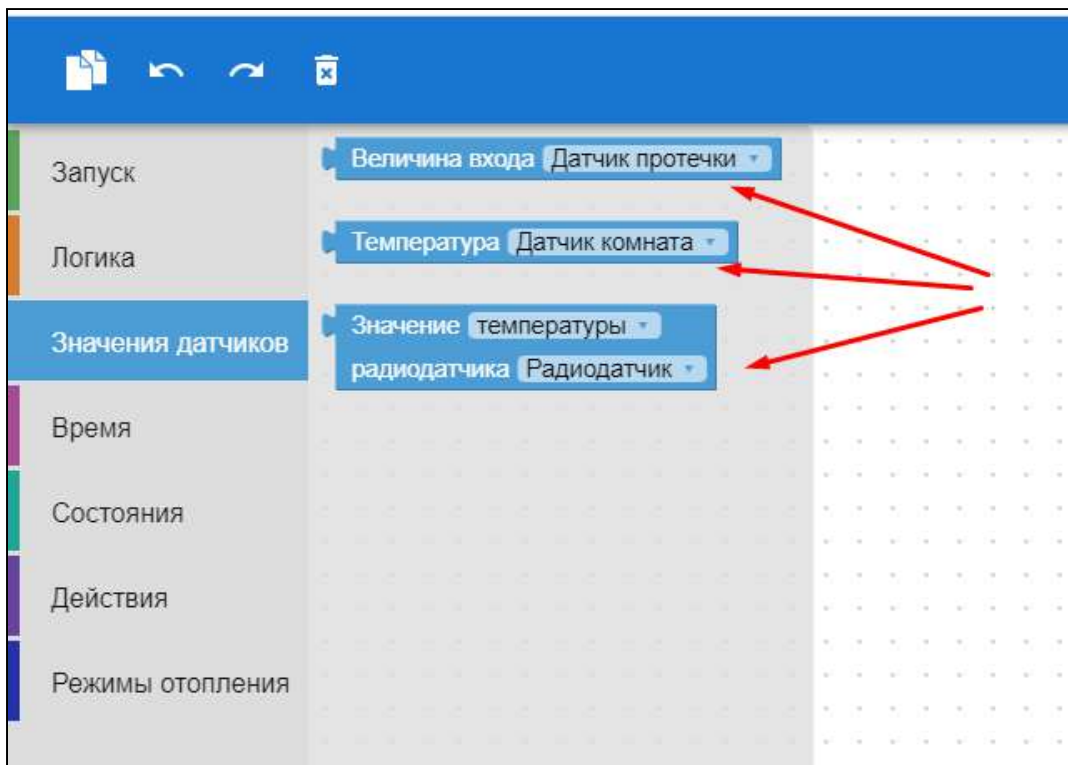 Запуск
Логика
Значения датчиков
Время
Состояния
Действия
Режимы отопления
Величина входа Датчик протечки
Температура Датчик комната
Значение температуры
радиодатчика Радиодатчик